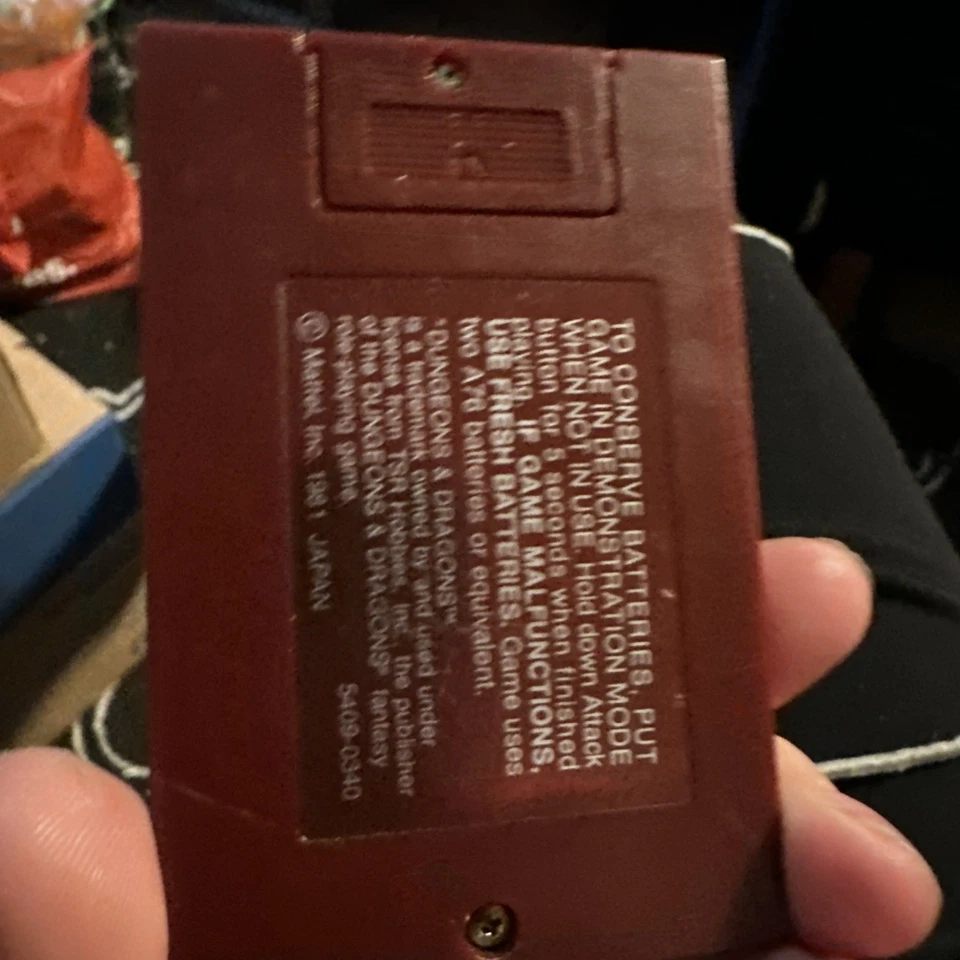 TO CONSERVE BATTERIES, PUT
GAME IN DEMONSTRATION MODE
WHEN NOT IN USE. Hold down Attack
button for 5 seconds when finished
playing. IF GAME MALFUNCTIONS,
USE FRESH BATTERIES. Game uses
two A76 batteries or equivalent.
"DUNGEONS & DRAGONS"™
is a trademark owned by and used under
license from TSR Hobbies, Inc., the publisher
of the DUNGEONS & DRAGONS® fantasy
role-playing game.
© Mattel, Inc. 1981 JAPAN 5409-0340